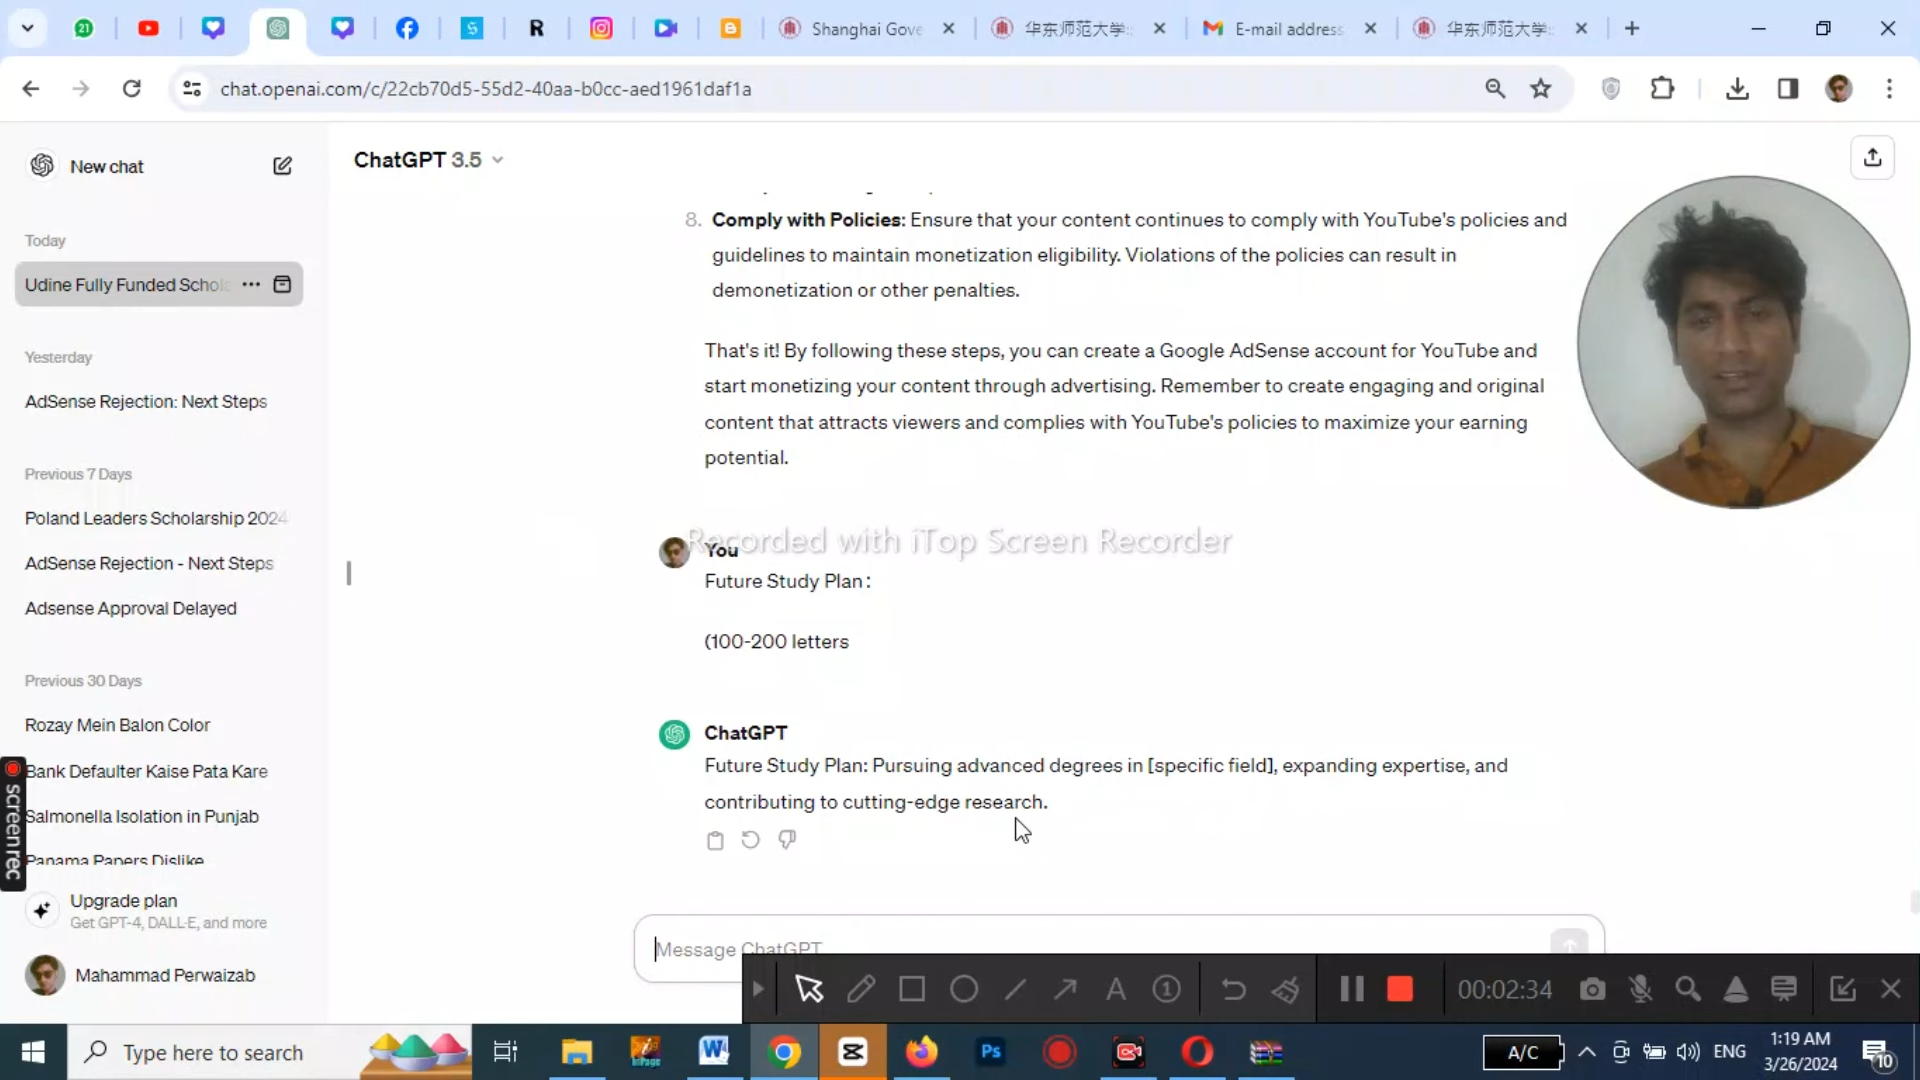 Shanghai Gove
华东师范大学:
E-mail address
华东师范大学:
chat.openai.com/c/22cb70d5-55d2-40aa-b0cc-aed1961daf1a
New chat
ChatGPT 3.5
Today
Udine Fully Funded Schol
Yesterday
AdSense Rejection: Next Steps
Previous 7 Days
Poland Leaders Scholarship 2024
AdSense Rejection - Next Steps
Adsense Approval Delayed
Previous 30 Days
Rozay Mein Balon Color
Bank Defaulter Kaise Pata Kare
Salmonella Isolation in Punjab
Panama Papers Dislike
Upgrade plan
Get GPT-4, DALL·E, and more
Mahammad Perwaizab
screenrec
8. Comply with Policies: Ensure that your content continues to comply with YouTube's policies and
guidelines to maintain monetization eligibility. Violations of the policies can result in
demonetization or other penalties.
That's it! By following these steps, you can create a Google AdSense account for YouTube and
start monetizing your content through advertising. Remember to create engaging and original
content that attracts viewers and complies with YouTube's policies to maximize your earning
potential.
Recorded with iTop Screen Recorder
You
Future Study Plan：
(100-200 letters
ChatGPT
Future Study Plan: Pursuing advanced degrees in [specific field], expanding expertise, and
contributing to cutting-edge research.
Message ChatGPT
00:02:34
Type here to search
A/C
ENG
1:19 AM
3/26/2024
10